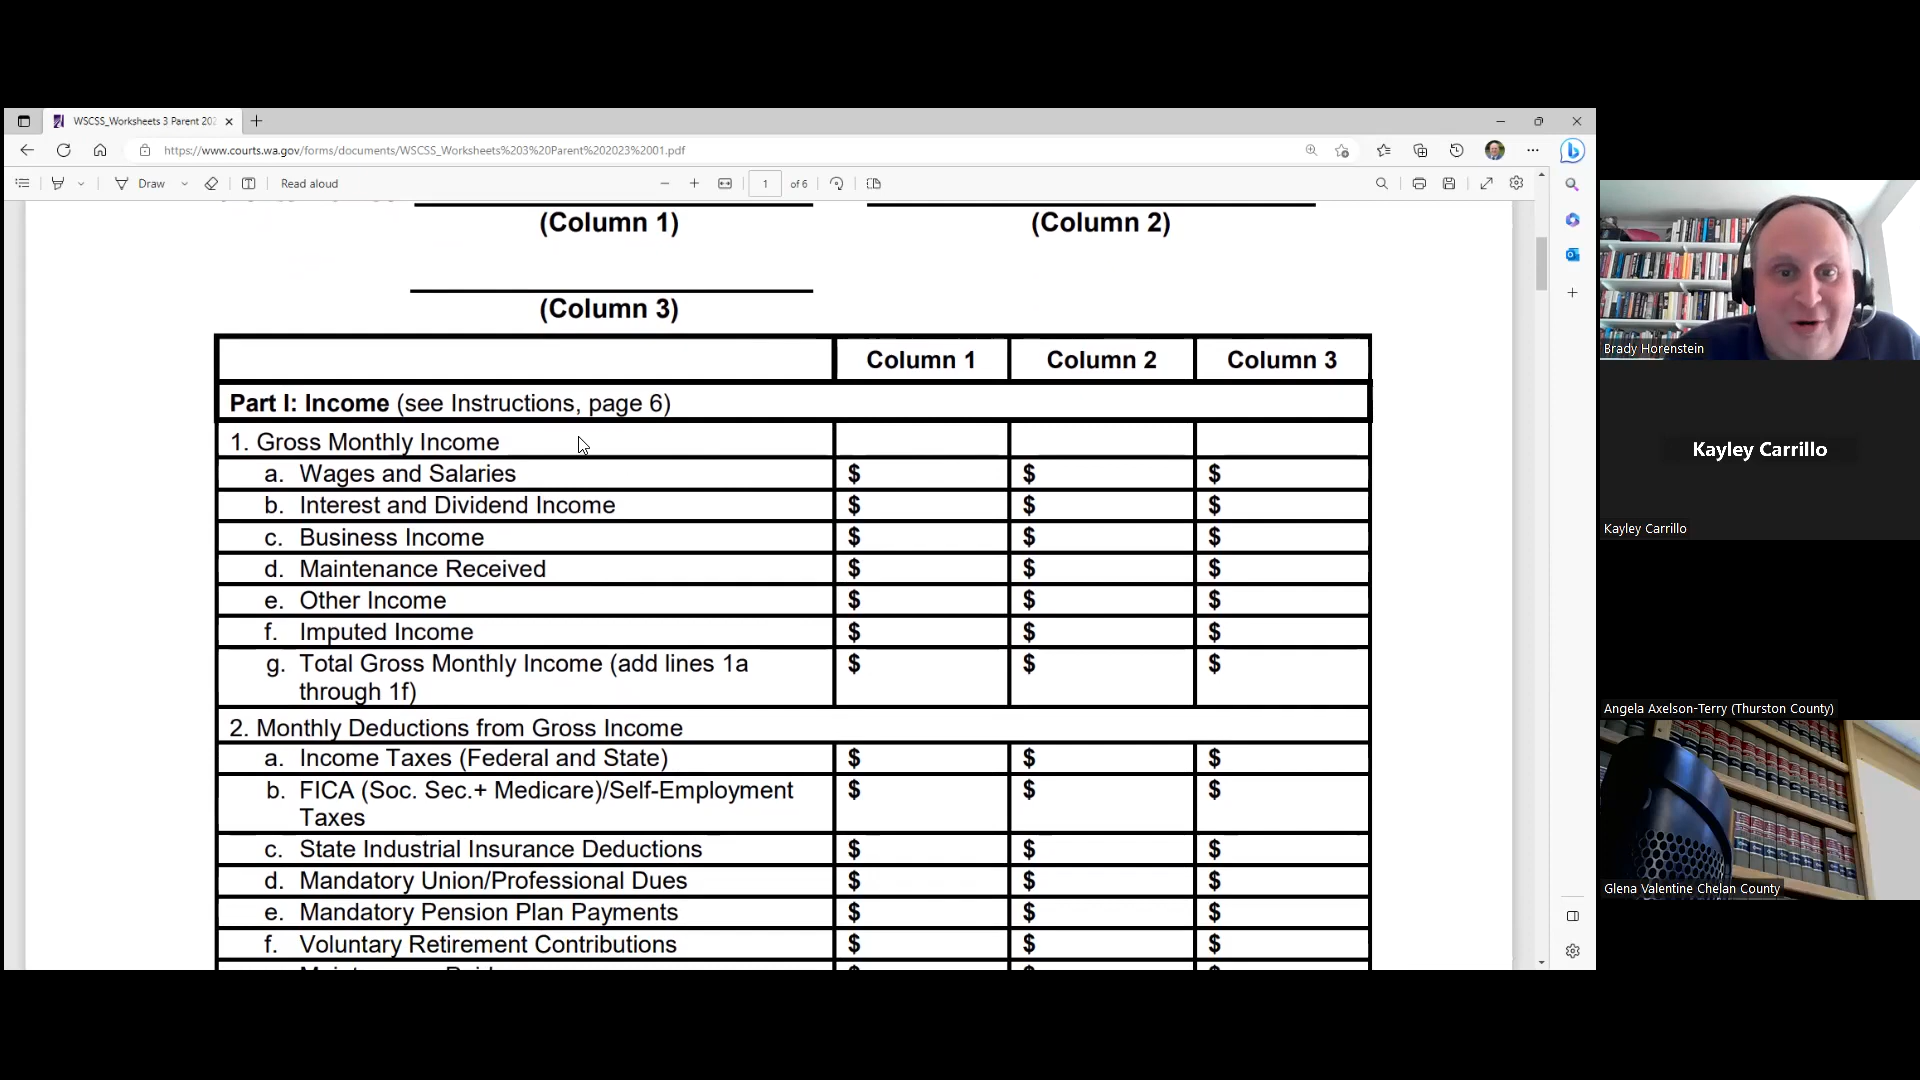 WSCSS_Worksheets 3 Parent 202
https://www.courts.wa.gov/forms/documents/WSCSS_Worksheets%203%20Parent%202023%2001.pdf
Draw
Read aloud
1
of 6
(Column 1)
(Column 2)
(Column 3)
Column 1
Column 2
Column 3
Part I: Income (see Instructions, page 6)
1. Gross Monthly Income
a. Wages and Salaries $ $ $
b. Interest and Dividend Income $ $ $
c. Business Income $ $ $
d. Maintenance Received $ $ $
e. Other Income $ $ $
f. Imputed Income $ $ $
g. Total Gross Monthly Income (add lines 1a $ $ $
through 1f)
2. Monthly Deductions from Gross Income
a. Income Taxes (Federal and State) $ $ $
b. FICA (Soc. Sec.+ Medicare)/Self-Employment $ $ $
Taxes
c. State Industrial Insurance Deductions $ $ $
d. Mandatory Union/Professional Dues $ $ $
e. Mandatory Pension Plan Payments $ $ $
f. Voluntary Retirement Contributions $ $ $
Brady Horenstein
Kayley Carrillo
Kayley Carrillo
Angela Axelson-Terry (Thurston County)
Glena Valentine Chelan County